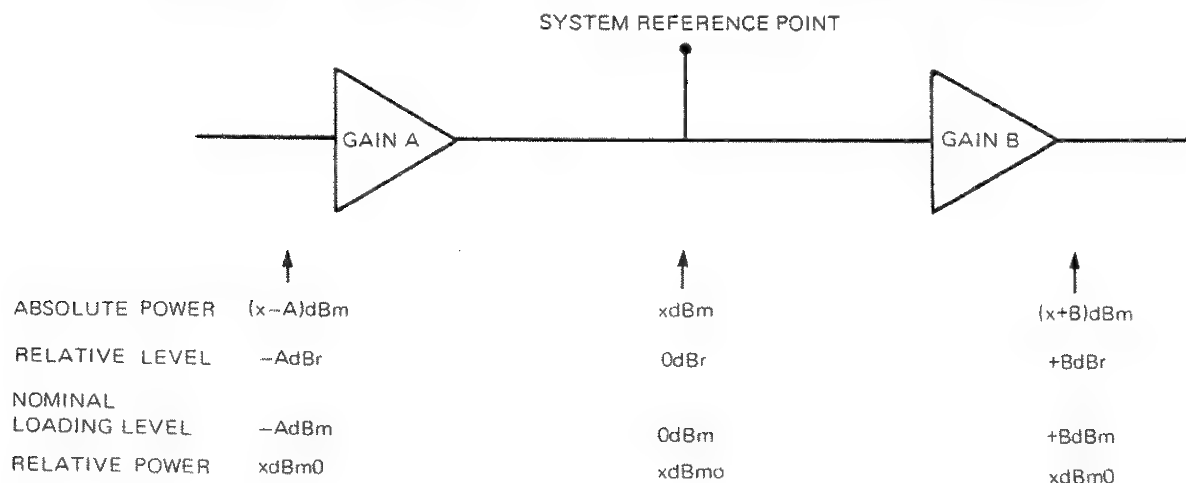 SYSTEM REFERENCE POINT
GAIN A
GAIN B
ABSOLUTE POWER (x-A)dBm xdBm (x+B)dBm
RELATIVE LEVEL -AdBr 0dBr +BdBr
NOMINAL
LOADING LEVEL -AdBm 0dBm +BdBm
RELATIVE POWER xdBm0 xdBmo xdBm0